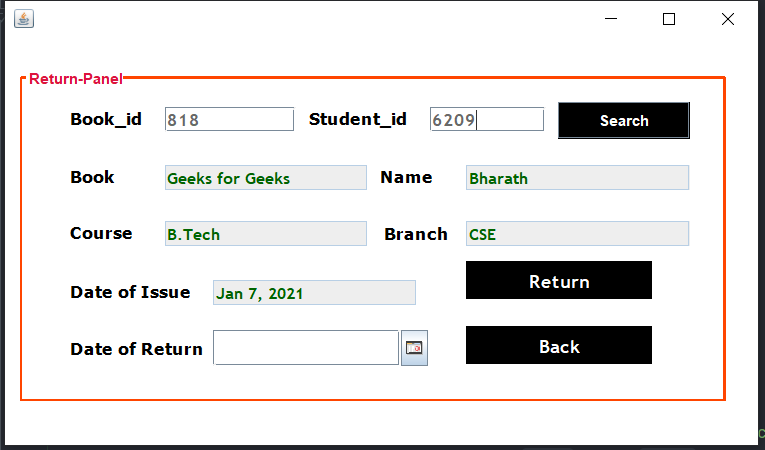 Return-Panel
Book_id 818 Student_id 6209 Search
Book Geeks for Geeks Name Bharath
Course B.Tech Branch CSE
Date of Issue Jan 7, 2021 Return
Date of Return Back